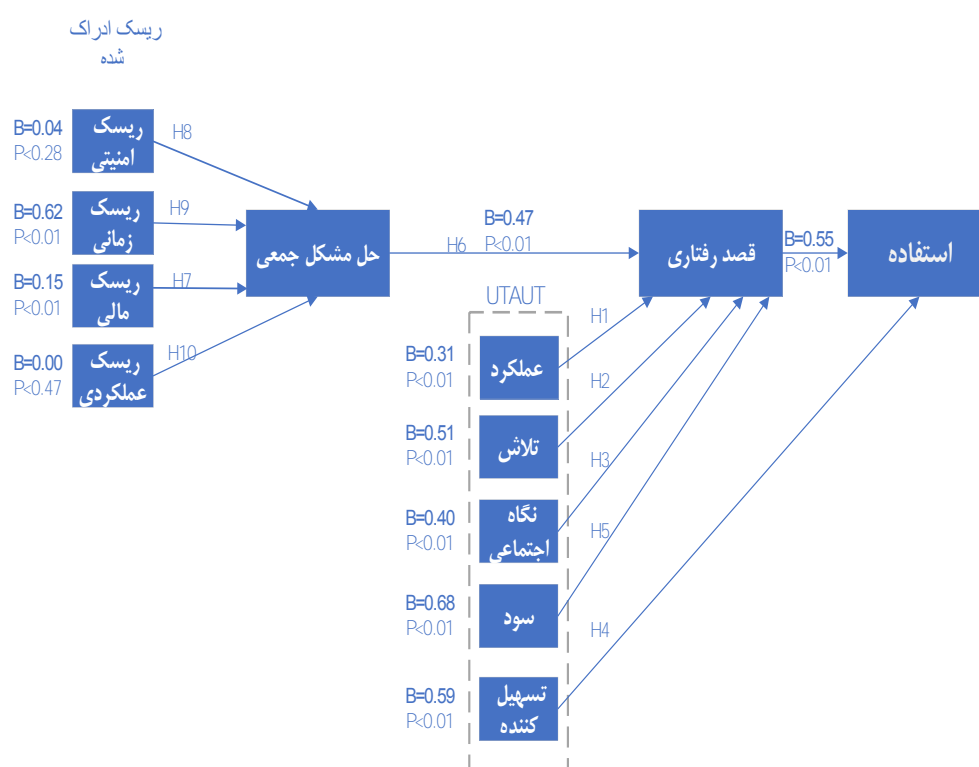 ریسک ادراک
شده
B=0.04
P<0.28
ریسک
امنیتی
H8
B=0.62
P<0.01
ریسک
زمانی
H9
B=0.15
P<0.01
ریسک
مالی
H7
B=0.00
P<0.47
ریسک
عملکردی
H10
حل مشکل جمعی
B=0.47
H6 P<0.01
قصد رفتاری
B=0.55
P<0.01
استفاده
UTAUT
B=0.31
P<0.01
عملکرد
H1
B=0.51
P<0.01
تلاش
H2
B=0.40
P<0.01
نگاه
اجتماعی
H3
B=0.68
P<0.01
سود
H5
B=0.59
P<0.01
تسهیل
کننده
H4